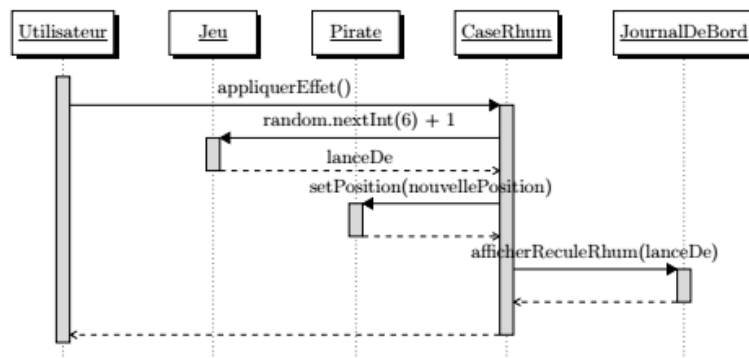 Utilisateur Jeu Pirate CaseRhum JournalDeBord
appliquerEffet()
random.nextInt(6) + 1
lanceDe
setPosition(nouvellePosition)
afficherReculeRhum(lanceDe)